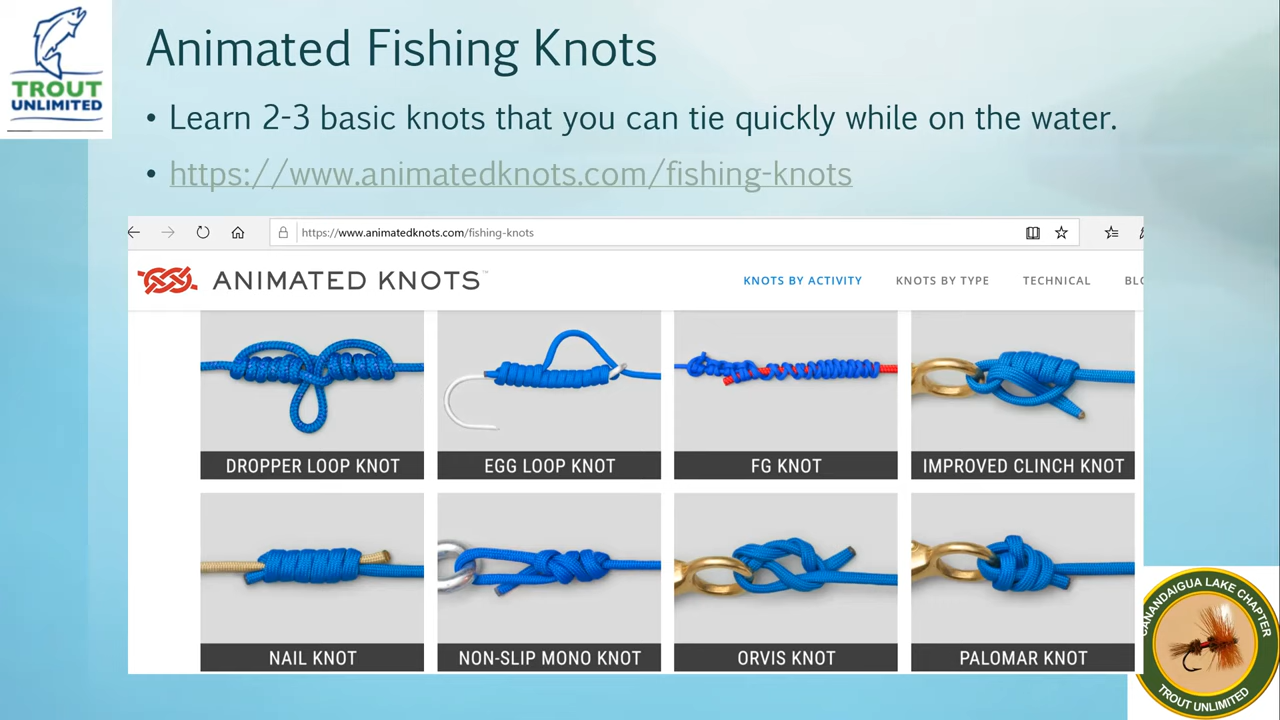 TROUT
UNLIMITED
Animated Fishing Knots
• Learn 2-3 basic knots that you can tie quickly while on the water.
• https://www.animatedknots.com/fishing-knots
https://www.animatedknots.com/fishing-knots
ANIMATED KNOTS™
KNOTS BY ACTIVITY KNOTS BY TYPE TECHNICAL BLO
DROPPER LOOP KNOT EGG LOOP KNOT FG KNOT IMPROVED CLINCH KNOT
NAIL KNOT NON-SLIP MONO KNOT ORVIS KNOT PALOMAR KNOT
CANANDAIGUA LAKE CHAPTER
TROUT UNLIMITED